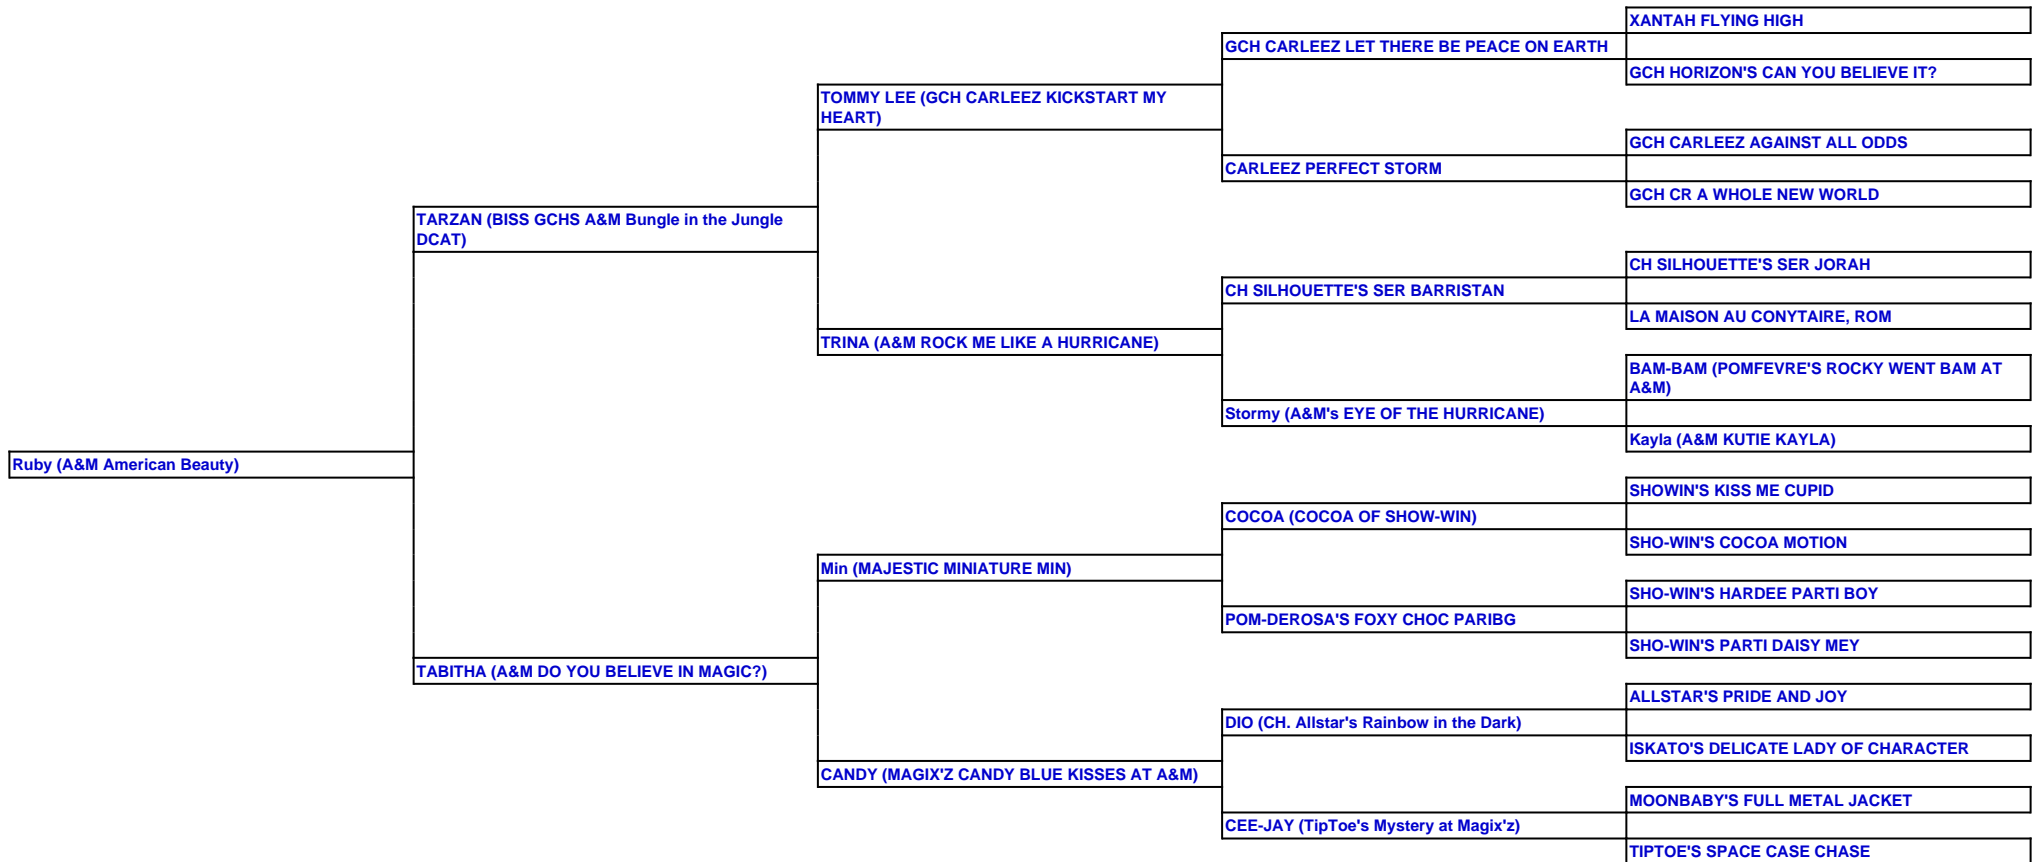 XANTAH FLYING HIGH
GCH CARLEEZ LET THERE BE PEACE ON EARTH
GCH HORIZON'S CAN YOU BELIEVE IT?
TOMMY LEE (GCH CARLEEZ KICKSTART MY
HEART)
GCH CARLEEZ AGAINST ALL ODDS
CARLEEZ PERFECT STORM
GCH CR A WHOLE NEW WORLD
TARZAN (BISS GCHS A&M Bungle in the Jungle
DCAT)
CH SILHOUETTE'S SER JORAH
CH SILHOUETTE'S SER BARRISTAN
LA MAISON AU CONYTAIRE, ROM
TRINA (A&M ROCK ME LIKE A HURRICANE)
BAM-BAM (POMFEVRE'S ROCKY WENT BAM AT
A&M)
Stormy (A&M's EYE OF THE HURRICANE)
Kayla (A&M KUTIE KAYLA)
Ruby (A&M American Beauty)
SHOWIN'S KISS ME CUPID
COCOA (COCOA OF SHOW-WIN)
SHO-WIN'S COCOA MOTION
Min (MAJESTIC MINIATURE MIN)
SHO-WIN'S HARDEE PARTI BOY
POM-DEROSA'S FOXY CHOC PARIBG
SHO-WIN'S PARTI DAISY MEY
TABITHA (A&M DO YOU BELIEVE IN MAGIC?)
ALLSTAR'S PRIDE AND JOY
DIO (CH. Allstar's Rainbow in the Dark)
ISKATO'S DELICATE LADY OF CHARACTER
CANDY (MAGIX'Z CANDY BLUE KISSES AT A&M)
MOONBABY'S FULL METAL JACKET
CEE-JAY (TipToe's Mystery at Magix'z)
TIPTOE'S SPACE CASE CHASE